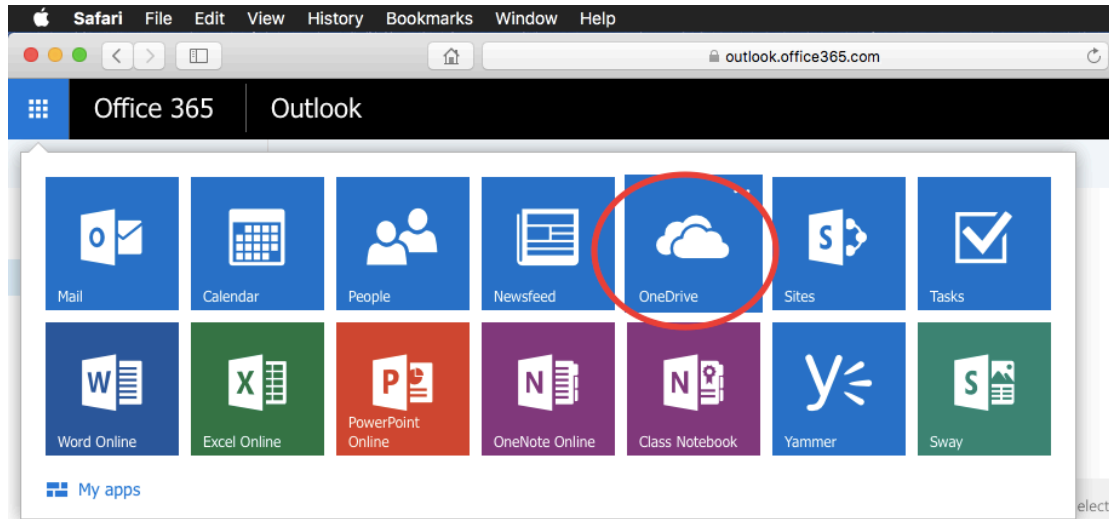 Safari File Edit View History Bookmarks Window Help
outlook.office365.com
Office 365 Outlook
O S
Mail Calendar People Newsfeed OneDrive Sites Tasks
W X P N N S
PowerPoint
Word Online Excel Online Online OneNote Online Class Notebook Yammer Sway
My apps
elect